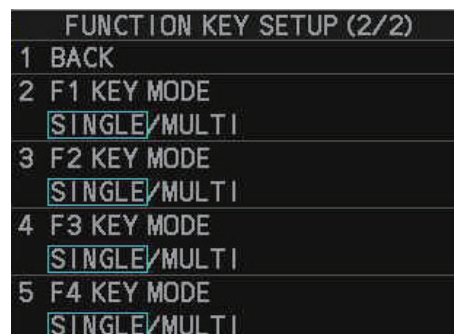 FUNCTION KEY SETUP (2/2)
1 BACK
2 F1 KEY MODE
SINGLE/MULTI
3 F2 KEY MODE
SINGLE/MULTI
4 F3 KEY MODE
SINGLE/MULTI
5 F4 KEY MODE
SINGLE/MULTI